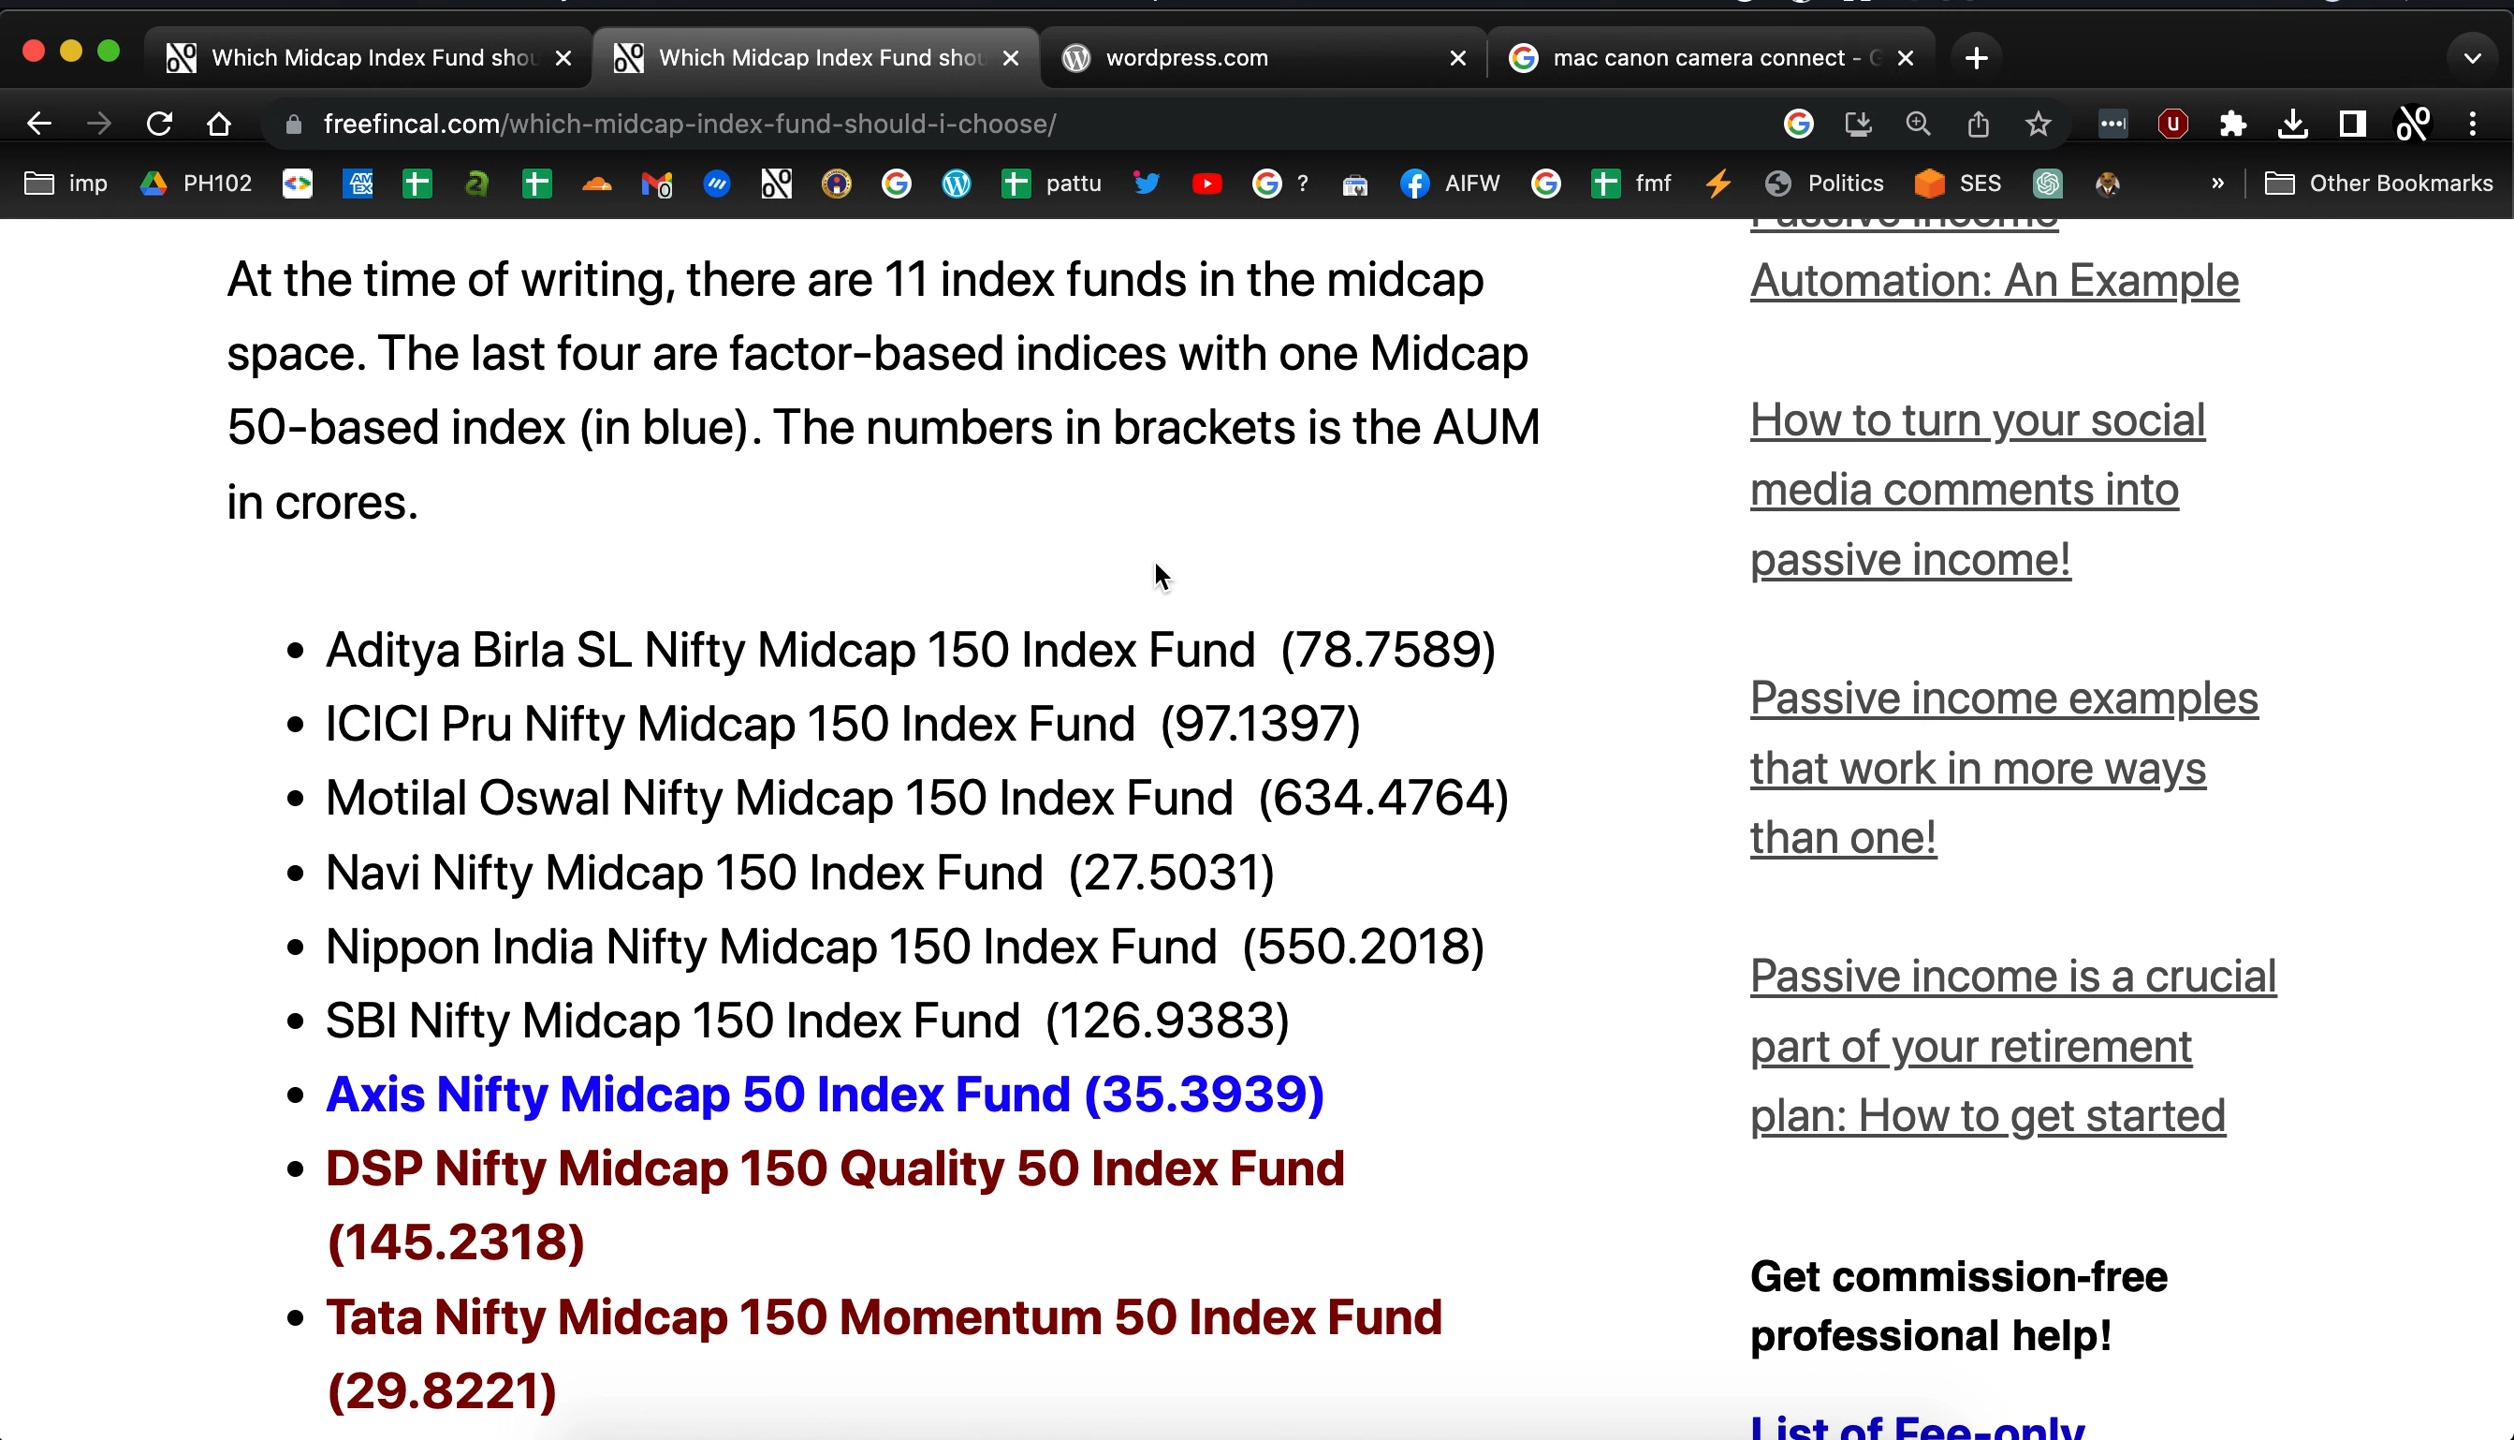 Which Midcap Index Fund shou
Which Midcap Index Fund shou
wordpress.com
mac canon camera connect - G
freefincal.com/which-midcap-index-fund-should-i-choose/
imp
PH102
pattu
?
AIFW
fmf
Politics
SES
»
Other Bookmarks
At the time of writing, there are 11 index funds in the midcap
space. The last four are factor-based indices with one Midcap
50-based index (in blue). The numbers in brackets is the AUM
in crores.
• Aditya Birla SL Nifty Midcap 150 Index Fund (78.7589)
• ICICI Pru Nifty Midcap 150 Index Fund (97.1397)
• Motilal Oswal Nifty Midcap 150 Index Fund (634.4764)
• Navi Nifty Midcap 150 Index Fund (27.5031)
• Nippon India Nifty Midcap 150 Index Fund (550.2018)
• SBI Nifty Midcap 150 Index Fund (126.9383)
• Axis Nifty Midcap 50 Index Fund (35.3939)
• DSP Nifty Midcap 150 Quality 50 Index Fund
(145.2318)
• Tata Nifty Midcap 150 Momentum 50 Index Fund
(29.8221)
Passive Income
Automation: An Example
How to turn your social
media comments into
passive income!
Passive income examples
that work in more ways
than one!
Passive income is a crucial
part of your retirement
plan: How to get started
Get commission-free
professional help!
List of Fee-only